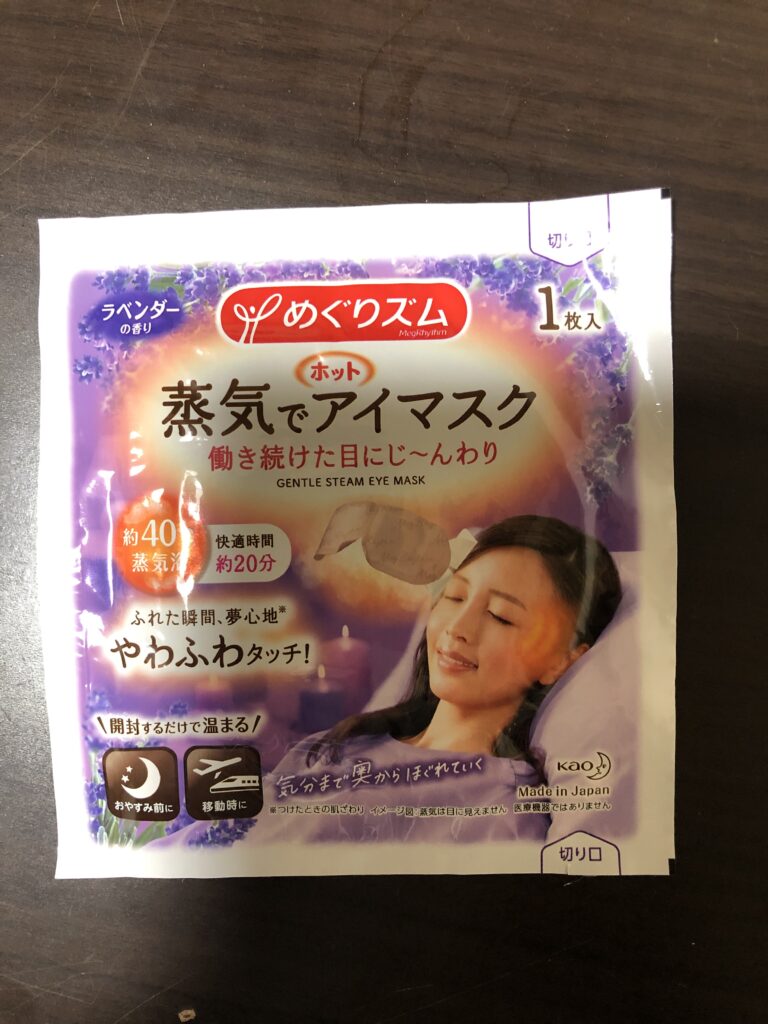 切り
ラベンダー
の香り
めぐりズム
MegRhythm
1枚入
ホット
蒸気でアイマスク
働き続けた目にじ〜んわり
GENTLE STEAM EYE MASK
約40
蒸気浴
快適時間
約20分
ふれた瞬間、夢心地※
やわふわタッチ!
\開封するだけで温まる/
おやすみ前に
移動時に
気分まで奥からほぐれていく
Kao
Made in Japan
※つけたときの肌ざわり イメージ図:蒸気は目に見えません 医療機器ではありません
切り口